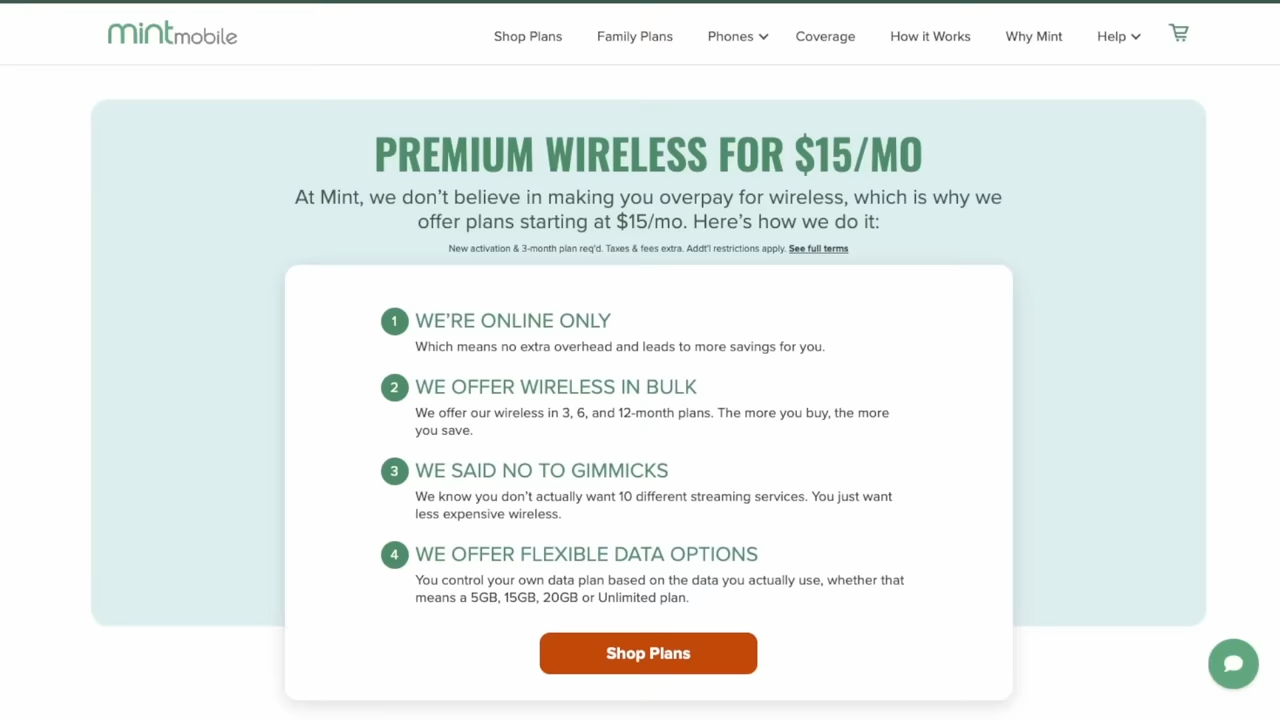 mintmobile
Shop Plans
Family Plans
Phones
Coverage
How it Works
Why Mint
Help
PREMIUM WIRELESS FOR $15/MO
At Mint, we don’t believe in making you overpay for wireless, which is why we
offer plans starting at $15/mo. Here’s how we do it:
New activation & 3-month plan req'd. Taxes & fees extra. Addt'l restrictions apply. See full terms
1 WE’RE ONLINE ONLY
Which means no extra overhead and leads to more savings for you.
2 WE OFFER WIRELESS IN BULK
We offer our wireless in 3, 6, and 12-month plans. The more you buy, the more
you save.
3 WE SAID NO TO GIMMICKS
We know you don’t actually want 10 different streaming services. You just want
less expensive wireless.
4 WE OFFER FLEXIBLE DATA OPTIONS
You control your own data plan based on the data you actually use, whether that
means a 5GB, 15GB, 20GB or Unlimited plan.
Shop Plans